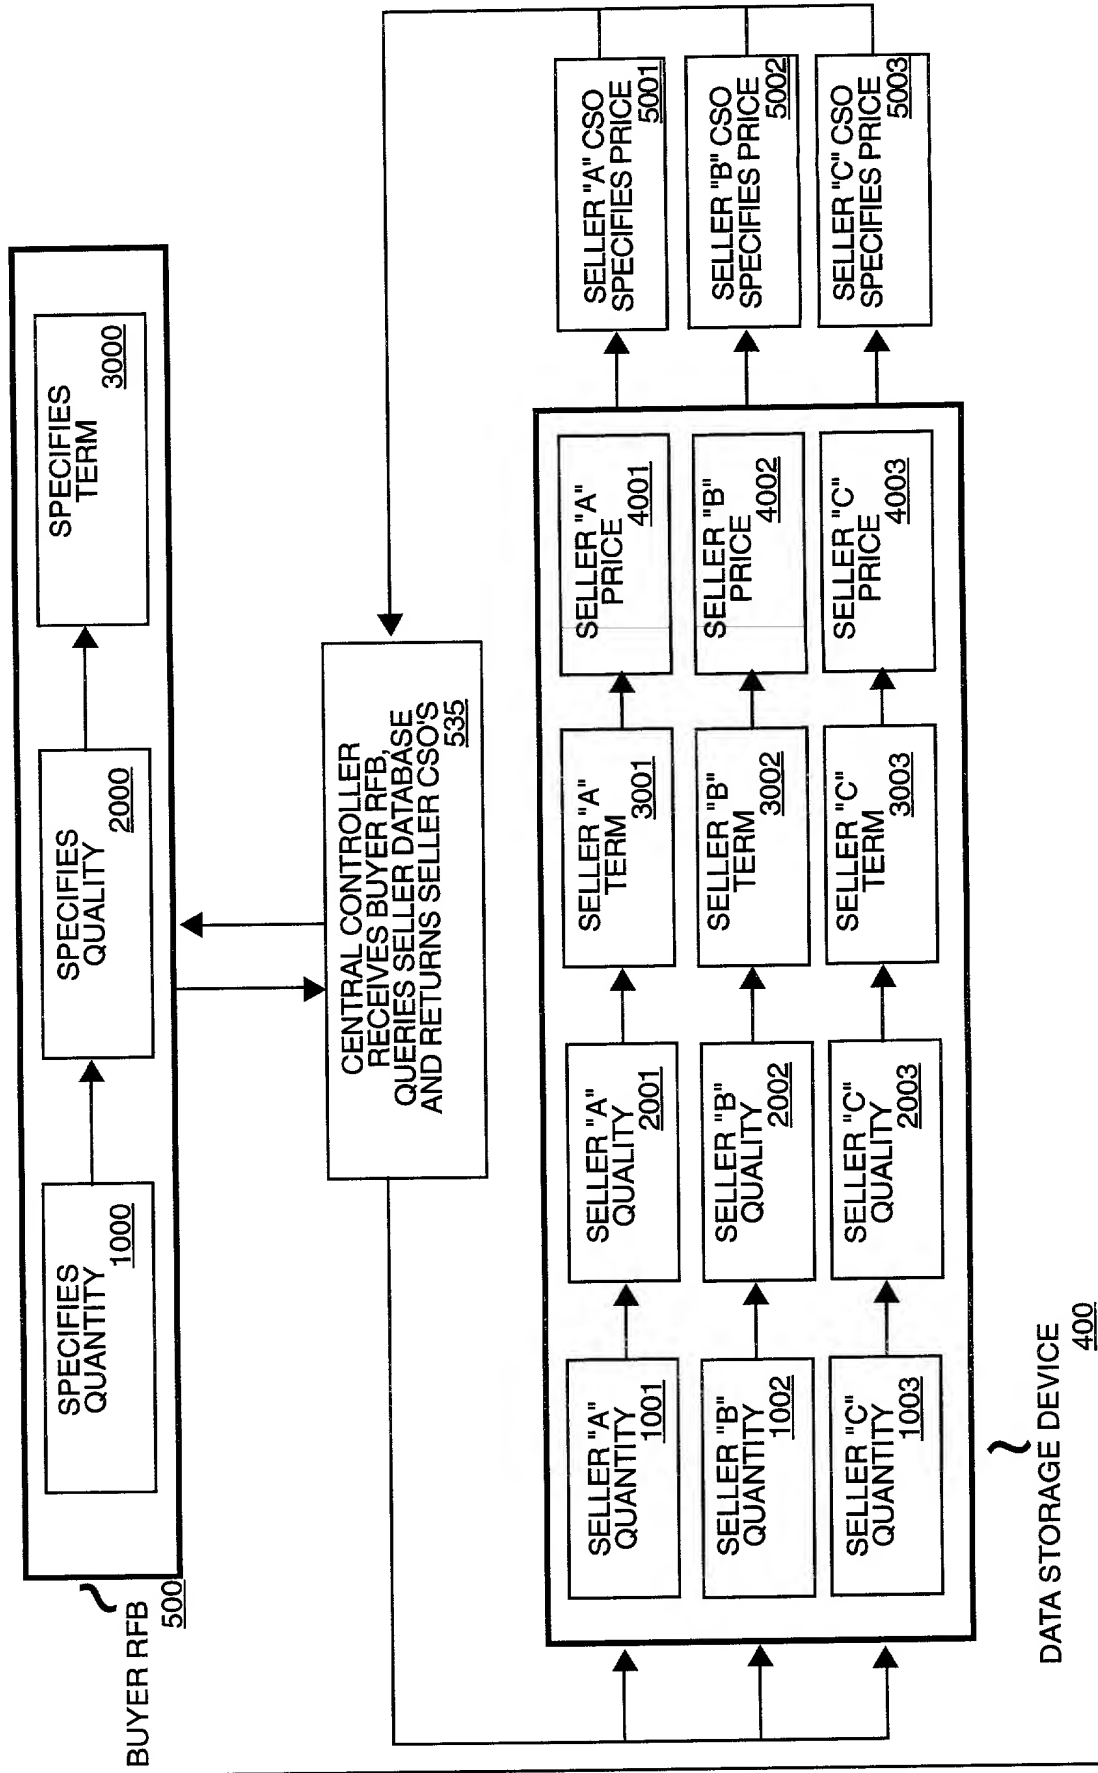 BUYER RFB
500
SPECIFIES
QUANTITY
1000
SPECIFIES
QUALITY
2000
SPECIFIES
TERM
3000
CENTRAL CONTROLLER
RECEIVES BUYER RFB,
QUERIES SELLER DATABASE
AND RETURNS SELLER CSO'S
535
SELLER "A"
QUANTITY
1001
SELLER "A"
QUALITY
2001
SELLER "A"
TERM
3001
SELLER "A"
PRICE
4001
SELLER "A" CSO
SPECIFIES PRICE
5001
SELLER "B"
QUANTITY
1002
SELLER "B"
QUALITY
2002
SELLER "B"
TERM
3002
SELLER "B"
PRICE
4002
SELLER "B" CSO
SPECIFIES PRICE
5002
SELLER "C"
QUANTITY
1003
SELLER "C"
QUALITY
2003
SELLER "C"
TERM
3003
SELLER "C"
PRICE
4003
SELLER "C" CSO
SPECIFIES PRICE
5003
DATA STORAGE DEVICE
400